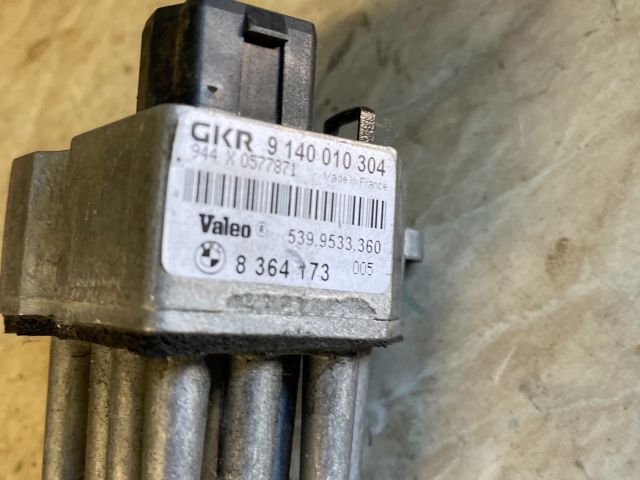 GKR 9 140 010 304
944 X 0577871 Made in France
Valeo ® 539.9533.360
8 364 173 005